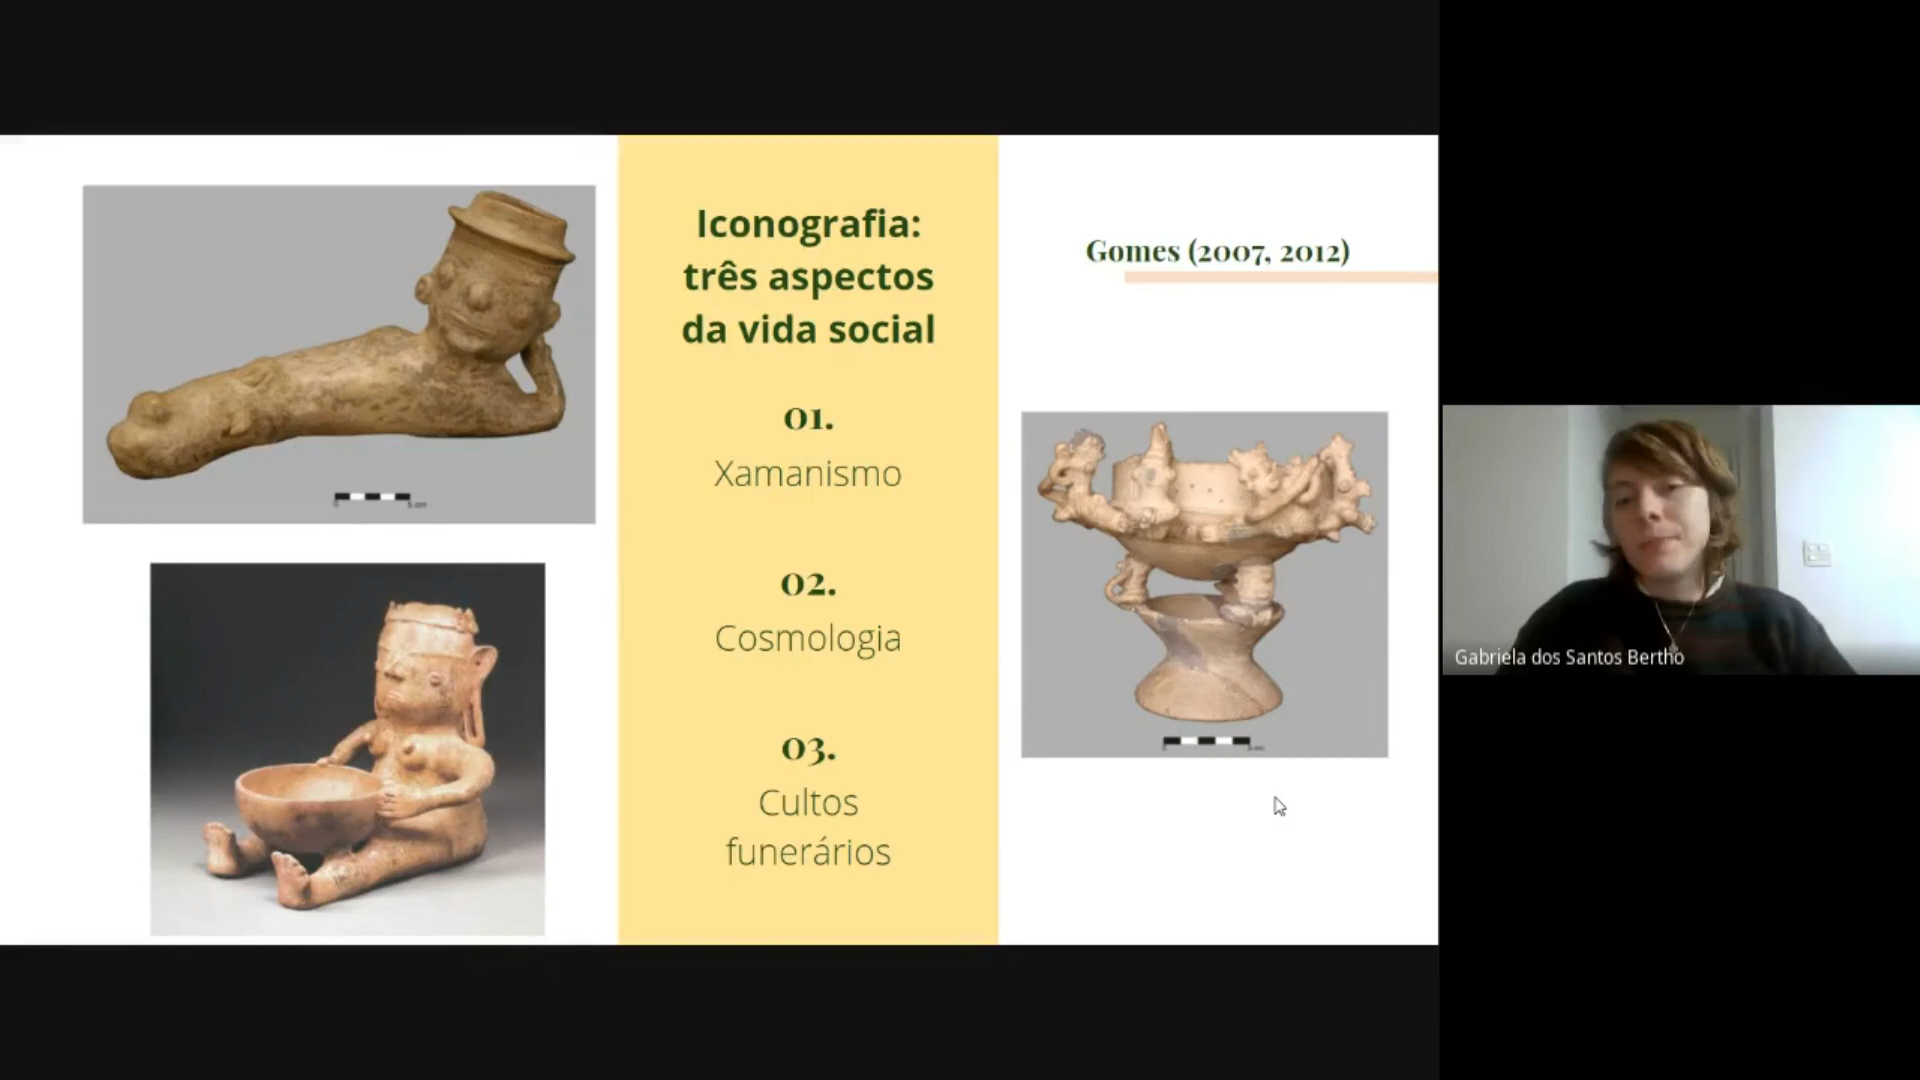 Iconografia:
três aspectos
da vida social
01.
Xamanismo
02.
Cosmologia
03.
Cultos
funerários
Gomes (2007, 2012)
Gabriela dos Santos Bertho